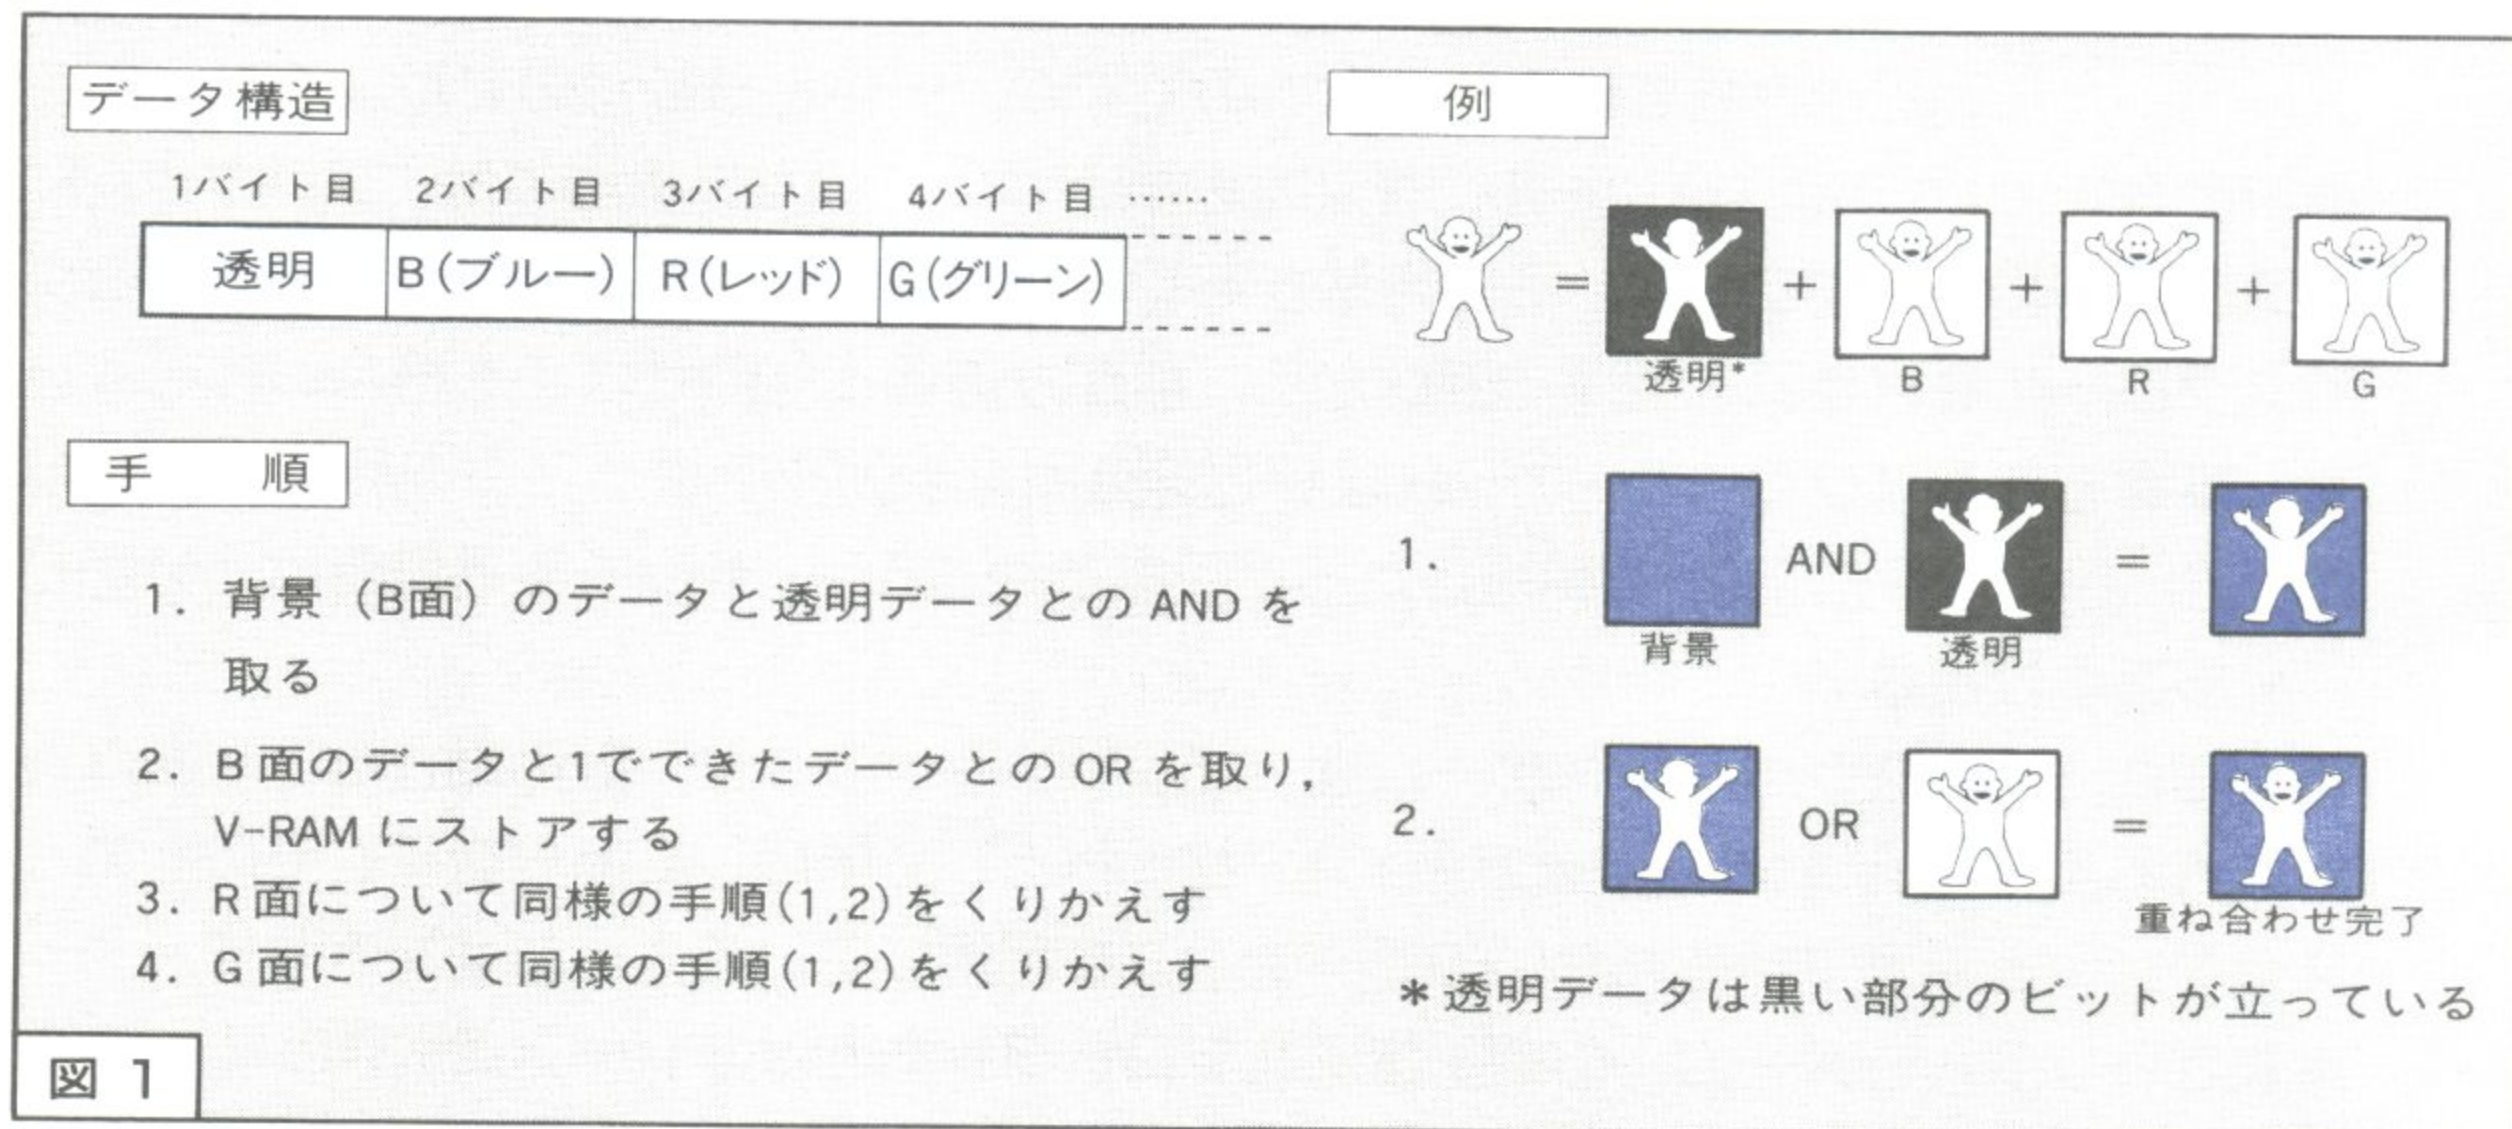 データ構造
1バイト目 2バイト目 3バイト目 4バイト目 ……
透明 B(ブルー) R(レッド) G(グリーン)
手 順
1. 背景（B面）のデータと透明データとの AND を
取る
2. B面のデータと1でできたデータとの OR を取り，
V-RAM にストアする
3. R面について同様の手順(1,2)をくりかえす
4. G面について同様の手順(1,2)をくりかえす
例
= + + +
透明* B R G
1. AND =
背景 透明
2. OR =
重ね合わせ完了
*透明データは黒い部分のビットが立っている
図 1